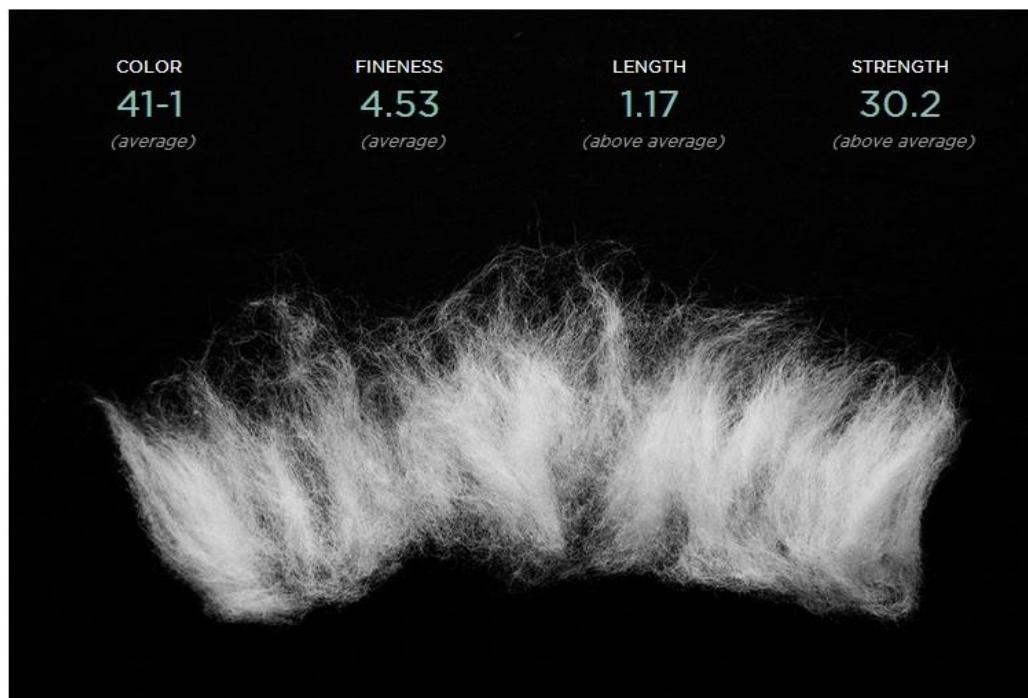 COLOR FINENESS LENGTH STRENGTH
41-1 4.53 1.17 30.2
(average) (average) (above average) (above average)